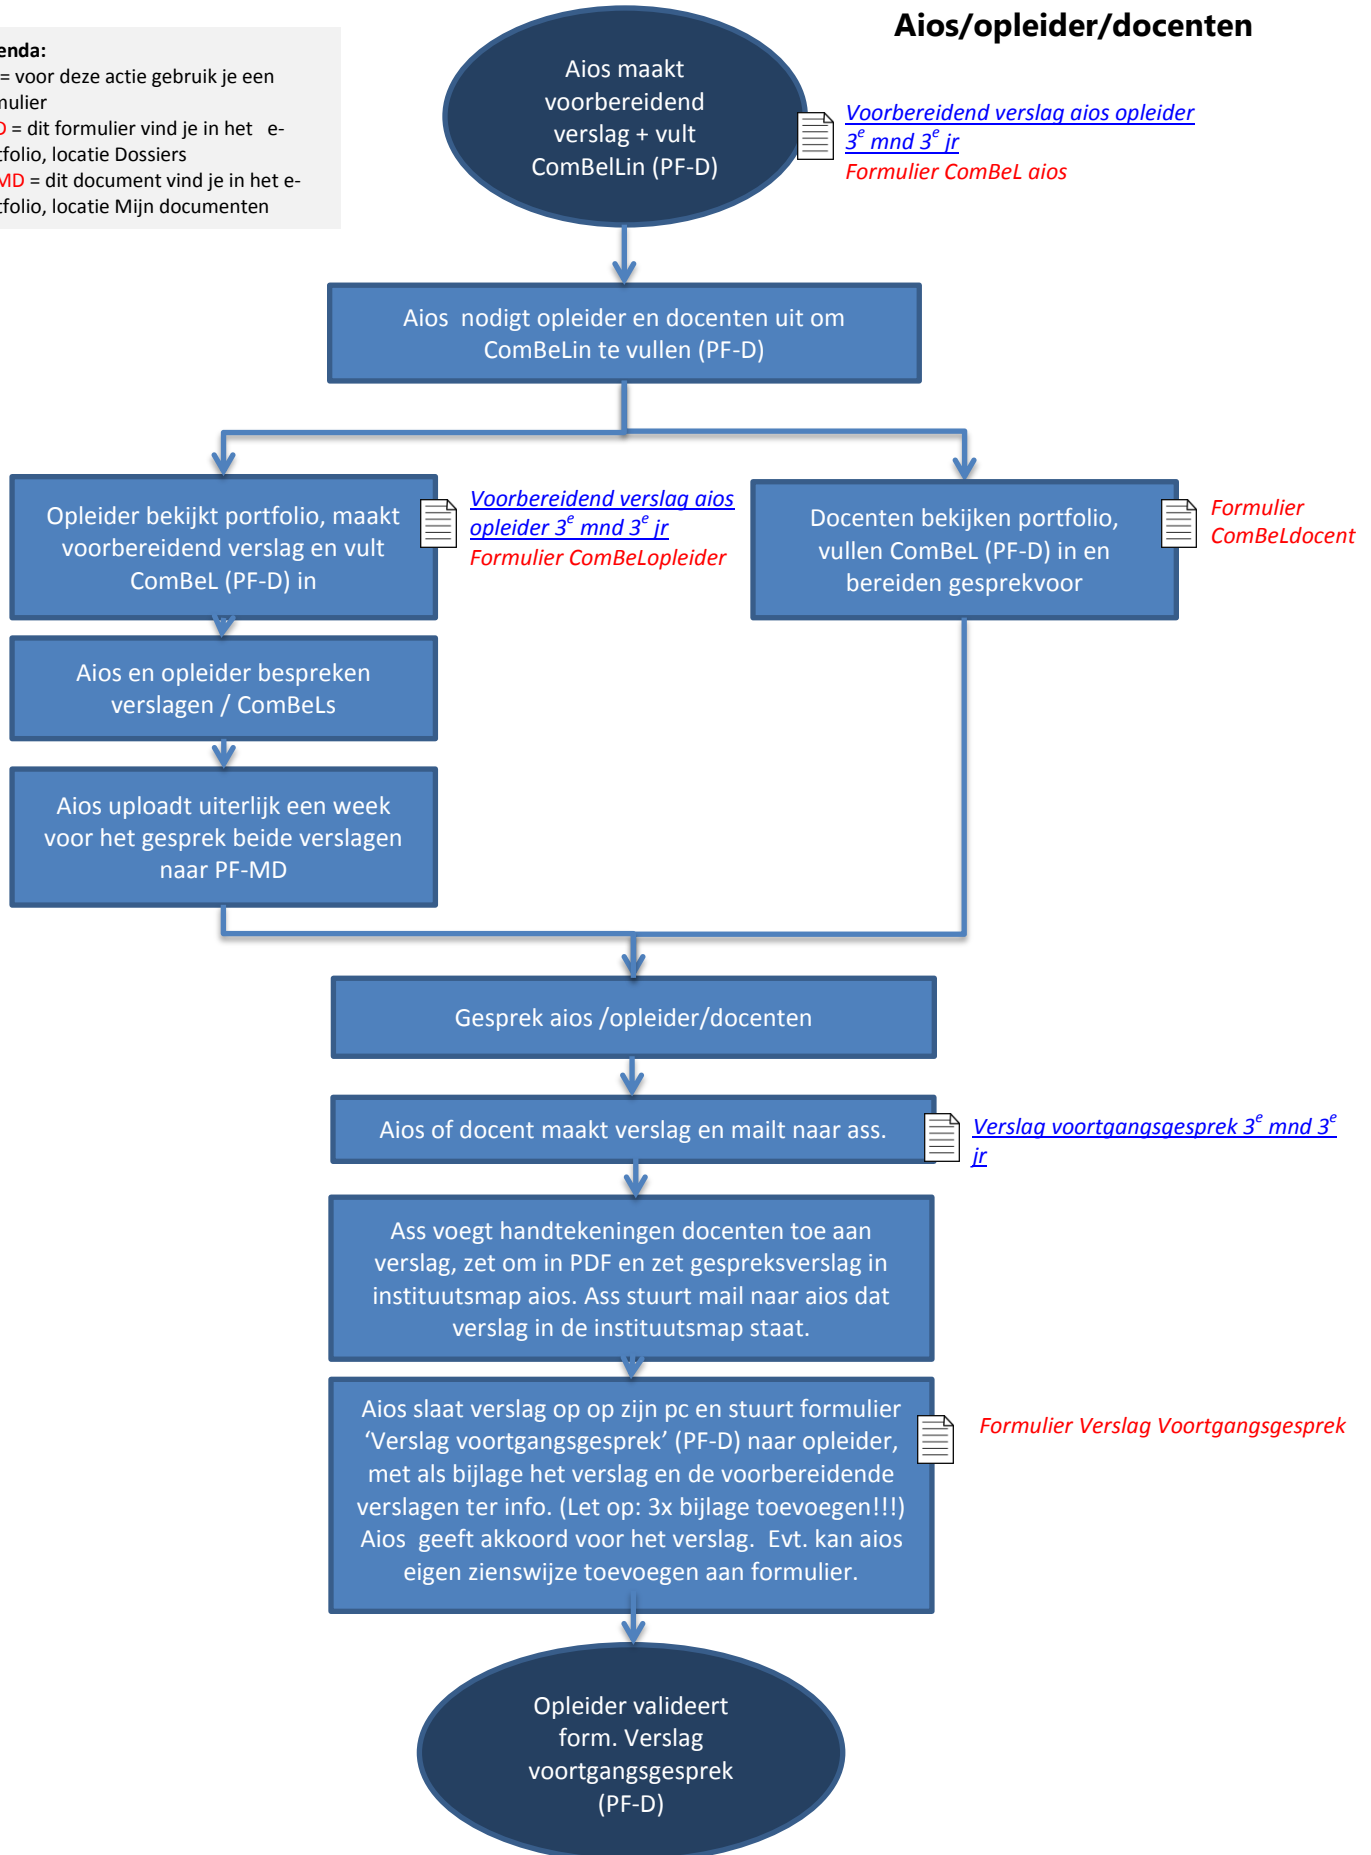 Aios/opleider/docenten
enda:
= voor deze actie gebruik je een
mulier
D = dit formulier vind je in het e-
tfolio, locatie Dossiers
MD = dit document vind je in het e-
tfolio, locatie Mijn documenten
Aios maakt
voorbereidend
verslag + vult
ComBelLin (PF-D)
Voorbereidend verslag aios opleider
3e mnd 3e jr
Formulier ComBeL aios
Aios nodigt opleider en docenten uit om
ComBeLin te vullen (PF-D)
Opleider bekijkt portfolio, maakt
voorbereidend verslag en vult
ComBeL (PF-D) in
Voorbereidend verslag aios
opleider 3e mnd 3e jr
Formulier ComBeLopleider
Docenten bekijken portfolio,
vullen ComBeL (PF-D) in en
bereiden gesprekvoor
Formulier
ComBeLdocent
Aios en opleider bespreken
verslagen / ComBeLs
Aios uploadt uiterlijk een week
voor het gesprek beide verslagen
naar PF-MD
Gesprek aios /opleider/docenten
Aios of docent maakt verslag en mailt naar ass.
Verslag voortgangsgesprek 3e mnd 3e
jr
Ass voegt handtekeningen docenten toe aan
verslag, zet om in PDF en zet gespreksverslag in
instituutsmap aios. Ass stuurt mail naar aios dat
verslag in de instituutsmap staat.
Aios slaat verslag op op zijn pc en stuurt formulier
‘Verslag voortgangsgesprek’ (PF-D) naar opleider,
met als bijlage het verslag en de voorbereidende
verslagen ter info. (Let op: 3x bijlage toevoegen!!!)
Aios geeft akkoord voor het verslag. Evt. kan aios
eigen zienswijze toevoegen aan formulier.
Formulier Verslag Voortgangsgesprek
Opleider valideert
form. Verslag
voortgangsgesprek
(PF-D)